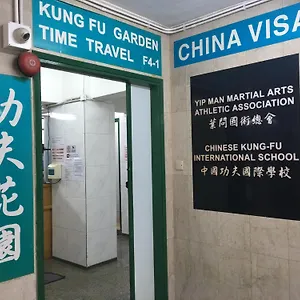 KUNG FU GARDEN
TIME TRAVEL F4-1
CHINA VISA
功夫花園
YIP MAN MARTIAL ARTS
ATHLETIC ASSOCIATION
葉問國術總會
CHINESE KUNG-FU
INTERNATIONAL SCHOOL
中國功夫國際學校